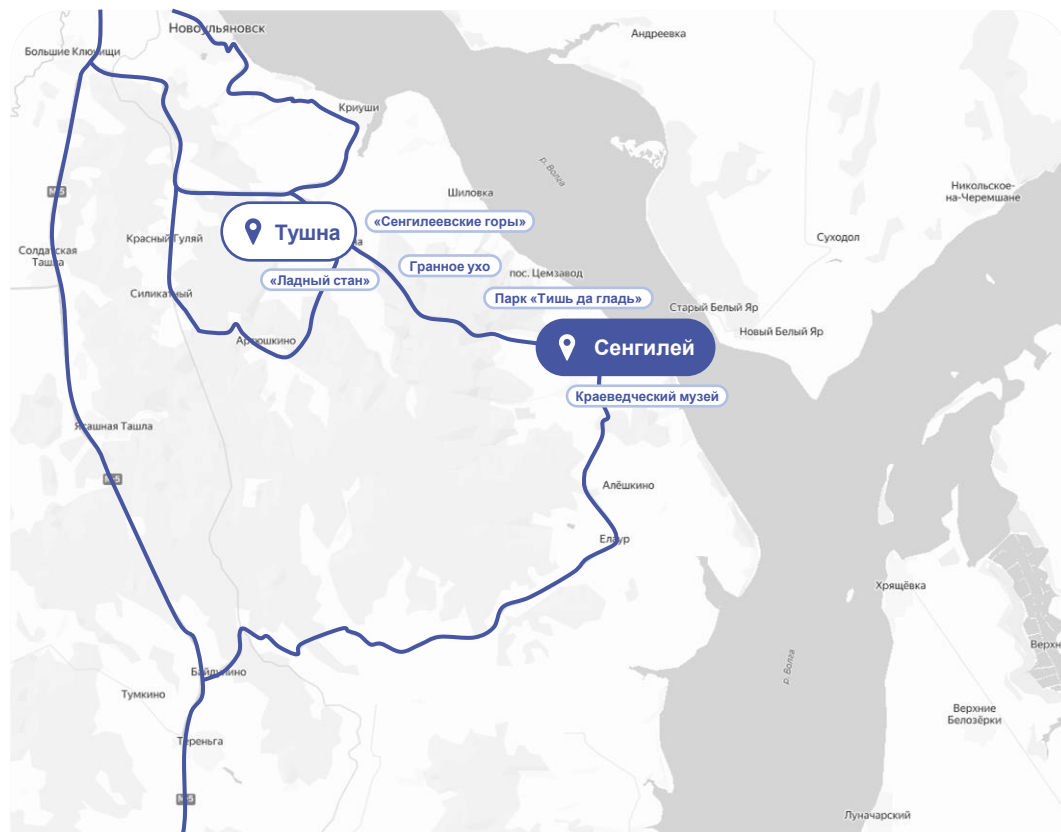 Новоульяновск
Андреевка
Большие Ключищи
Криуши
р. Волга
Шиловка
Никольское-
на-Черемшане
М-5
«Сенгилеевские горы»
Тушна
Красный Гуляй
Суходол
Солдатская
Ташла
Гранное ухо
пос. Цемзавод
«Ладный стан»
Силикатный
Парк «Тишь да гладь»
Старый Белый Яр
Новый Белый Яр
Артюшкино
Сенгилей
Краеведческий музей
Ясашная Ташла
М-5
Алёшкино
Елаур
Хрящёвка
Байдулино
р. Волга
Тумкино
Верхние
Белозёрки
Тереньга
М-5
Луначарский